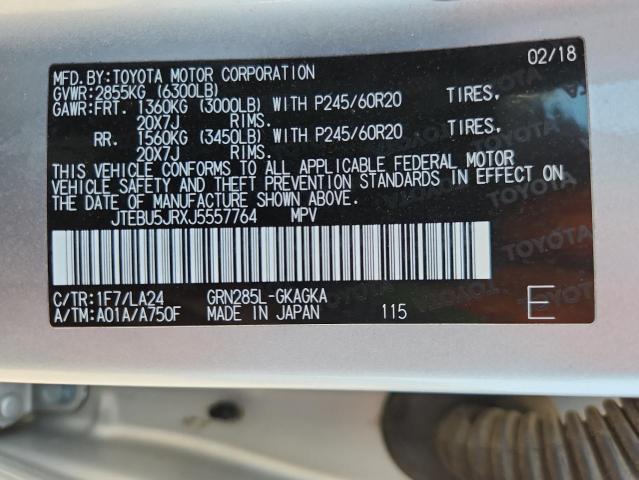 02/18
MFD.BY:TOYOTA MOTOR CORPORATION
GVWR:2855KG (6300LB)
GAWR:FRT. 1360KG (3000LB) WITH P245/60R20 TIRES,
20X7J RIMS.
RR. 1560KG (3450LB) WITH P245/60R20 TIRES,
20X7J RIMS.
THIS VEHICLE CONFORMS TO ALL APPLICABLE FEDERAL MOTOR
VEHICLE SAFETY AND THEFT PREVENTION STANDARDS IN EFFECT ON
THE DATE OF MANUFACTURE SHOWN ABOVE.
JTEBU5JRXJ5557764 MPV
C/TR:1F7/LA24 GRN285L-GKAGKA
A/TM:A01A/A750F MADE IN JAPAN 115 E